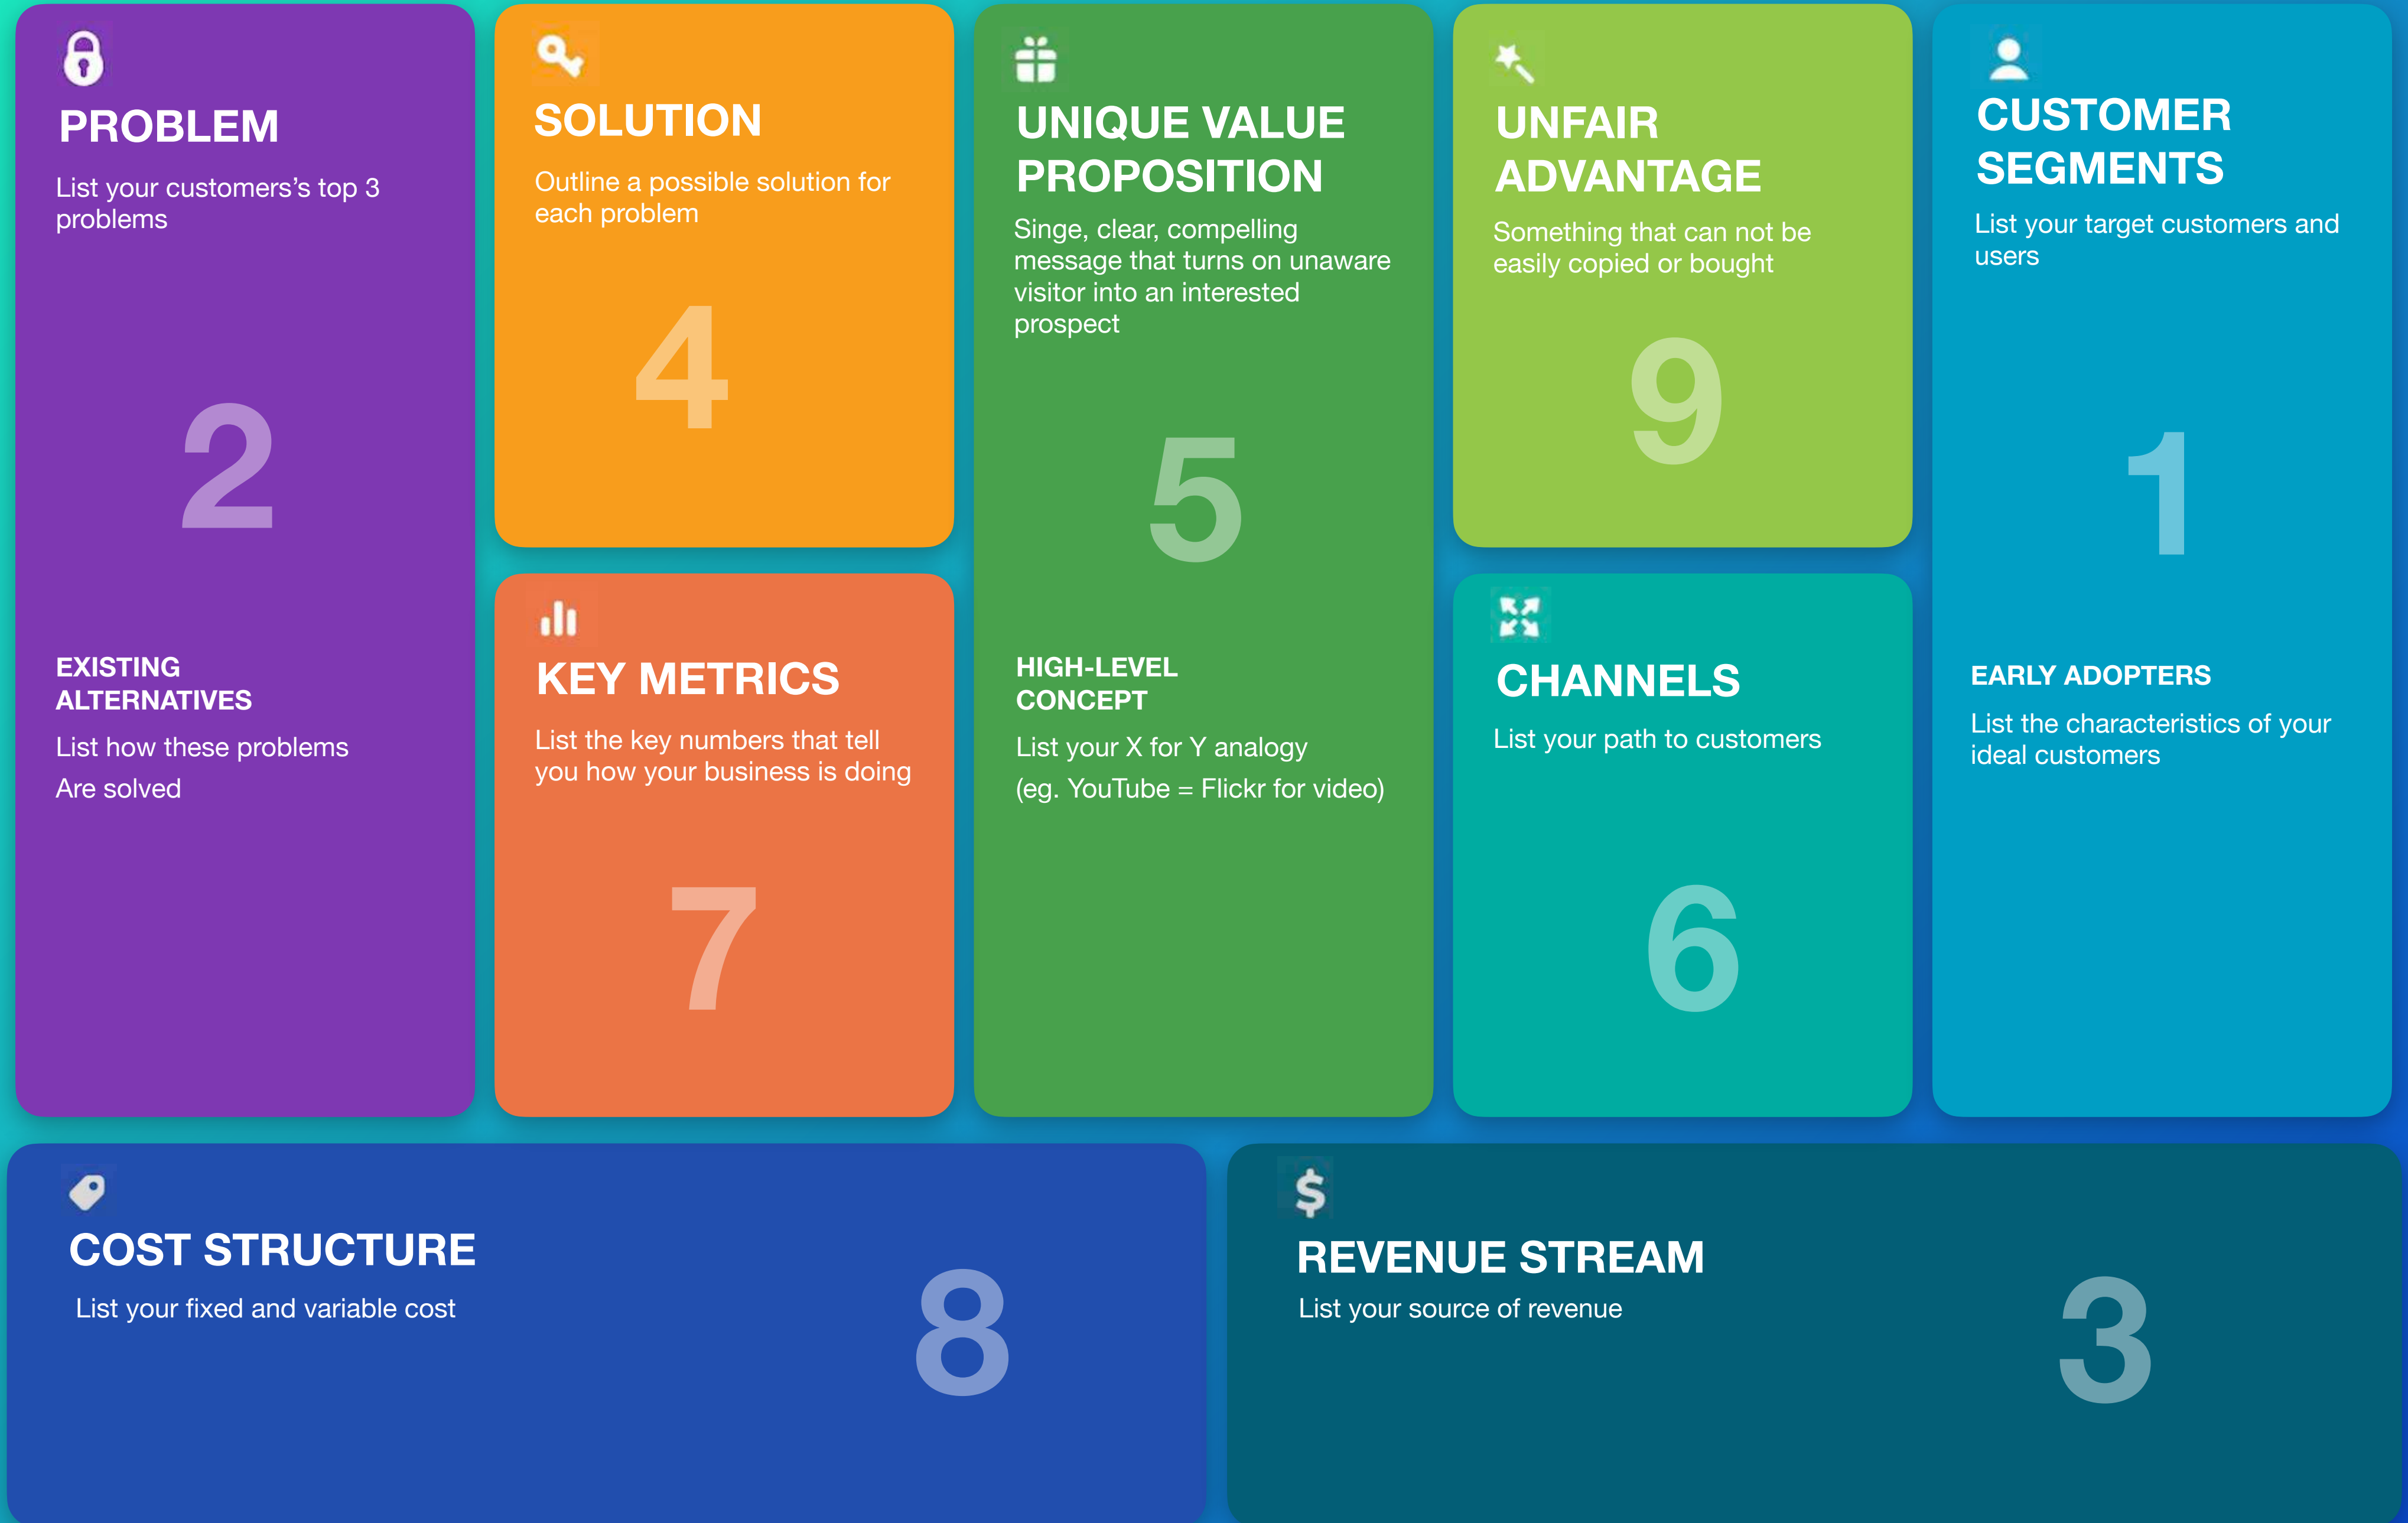 PROBLEM
List your customers's top 3
problems
2
EXISTING
ALTERNATIVES
List how these problems
Are solved
SOLUTION
Outline a possible solution for
each problem
4
KEY METRICS
List the key numbers that tell
you how your business is doing
7
UNIQUE VALUE
PROPOSITION
Singe, clear, compelling
message that turns on unaware
visitor into an interested
prospect
5
HIGH-LEVEL
CONCEPT
List your X for Y analogy
(eg. YouTube = Flickr for video)
UNFAIR
ADVANTAGE
Something that can not be
easily copied or bought
9
CHANNELS
List your path to customers
6
CUSTOMER
SEGMENTS
List your target customers and
users
1
EARLY ADOPTERS
List the characteristics of your
ideal customers
COST STRUCTURE
List your fixed and variable cost
8
$
REVENUE STREAM
List your source of revenue
3